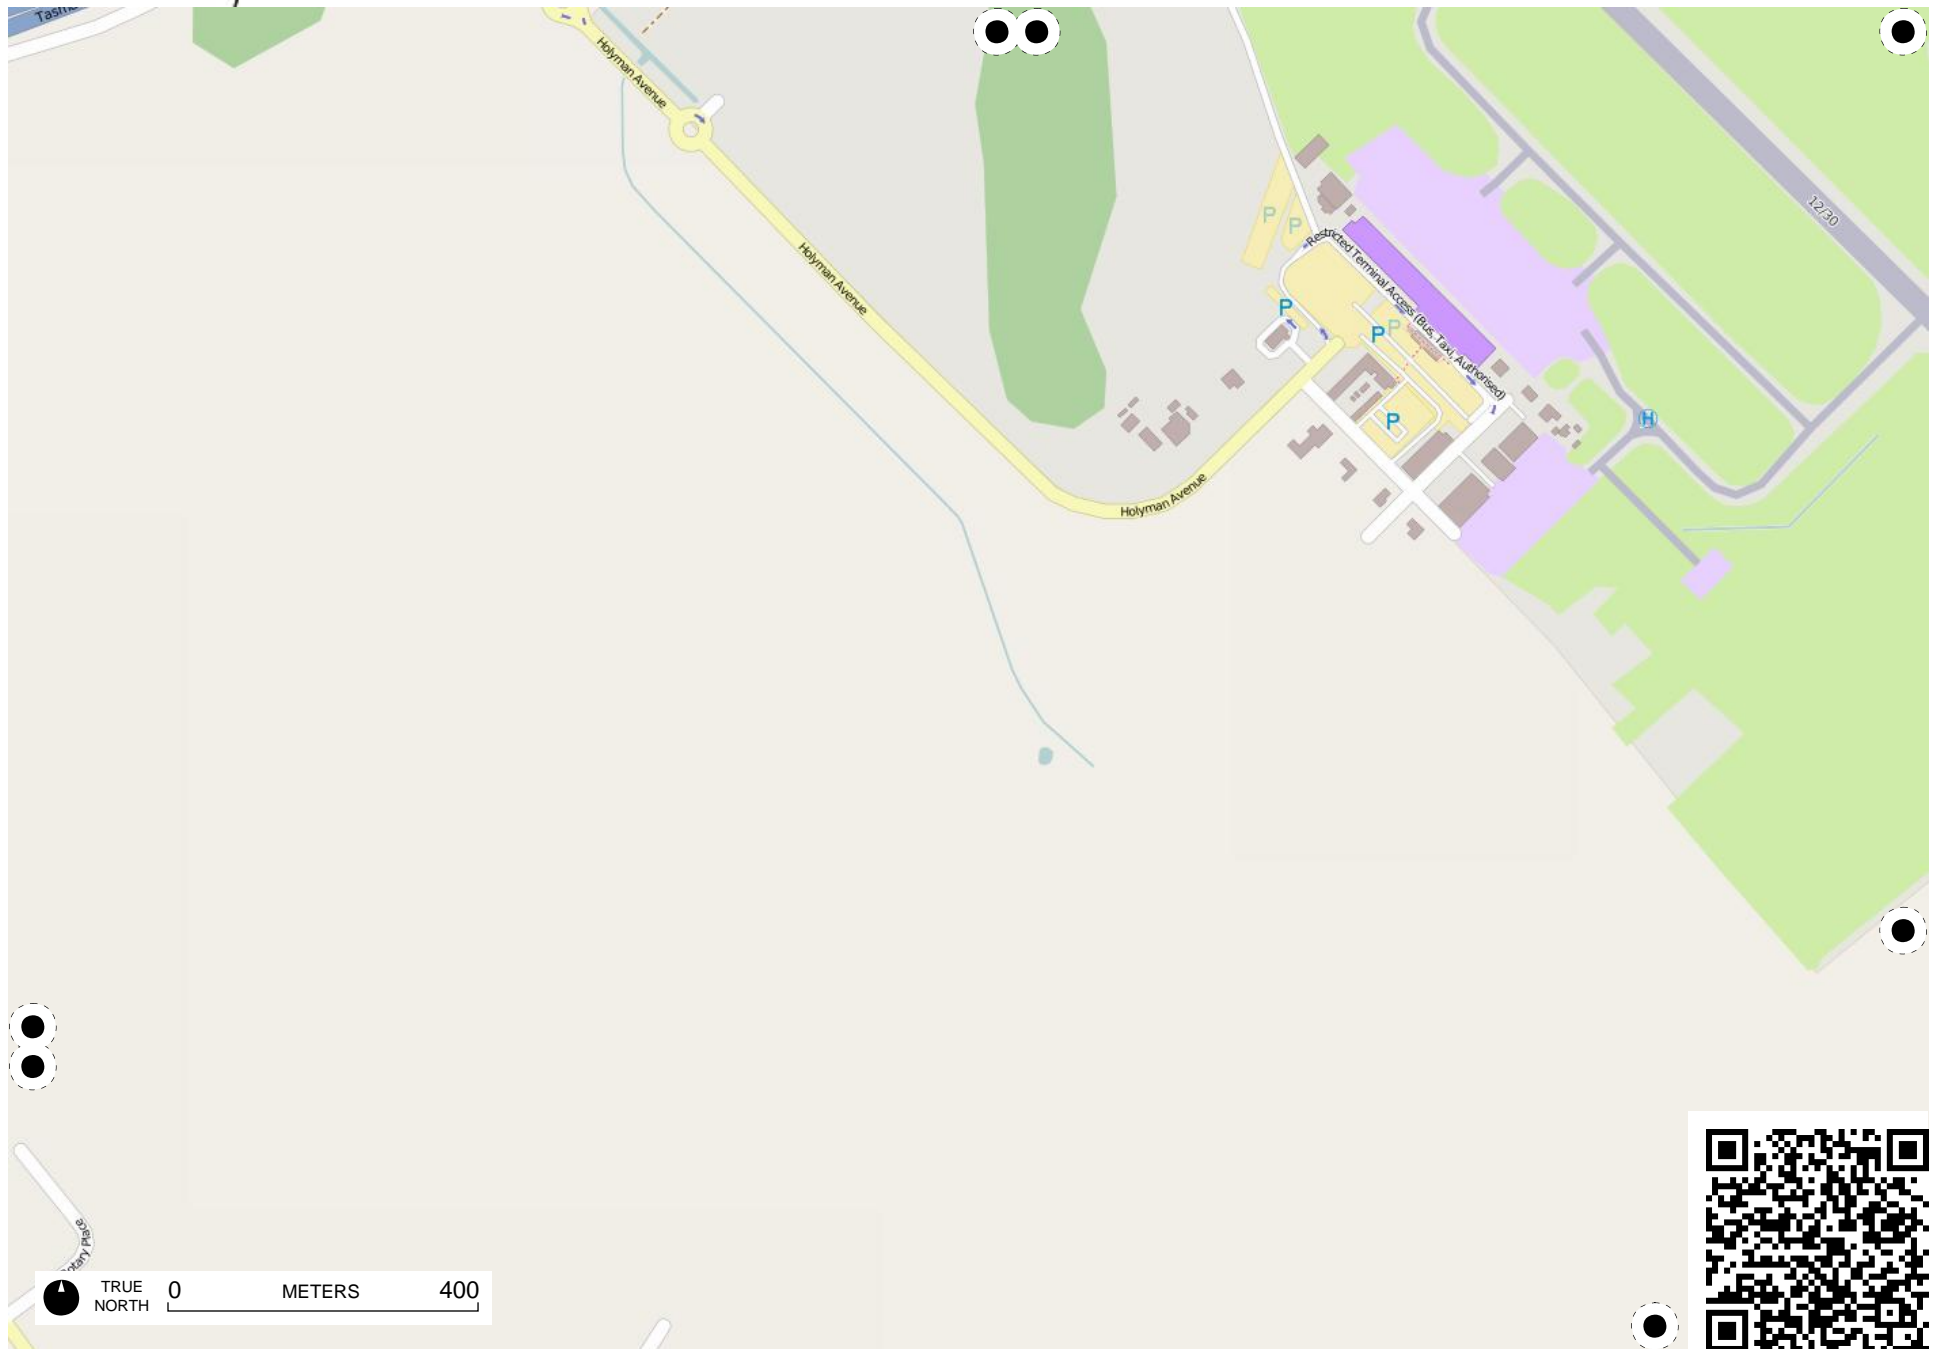 Holyman Avenue
12/30
P
P
Holyman Avenue
Restricted Terminal Access (Bus, Taxi, Authorised)
P
P
P
P
H
Holyman Avenue
TRUE NORTH
0 METERS 400